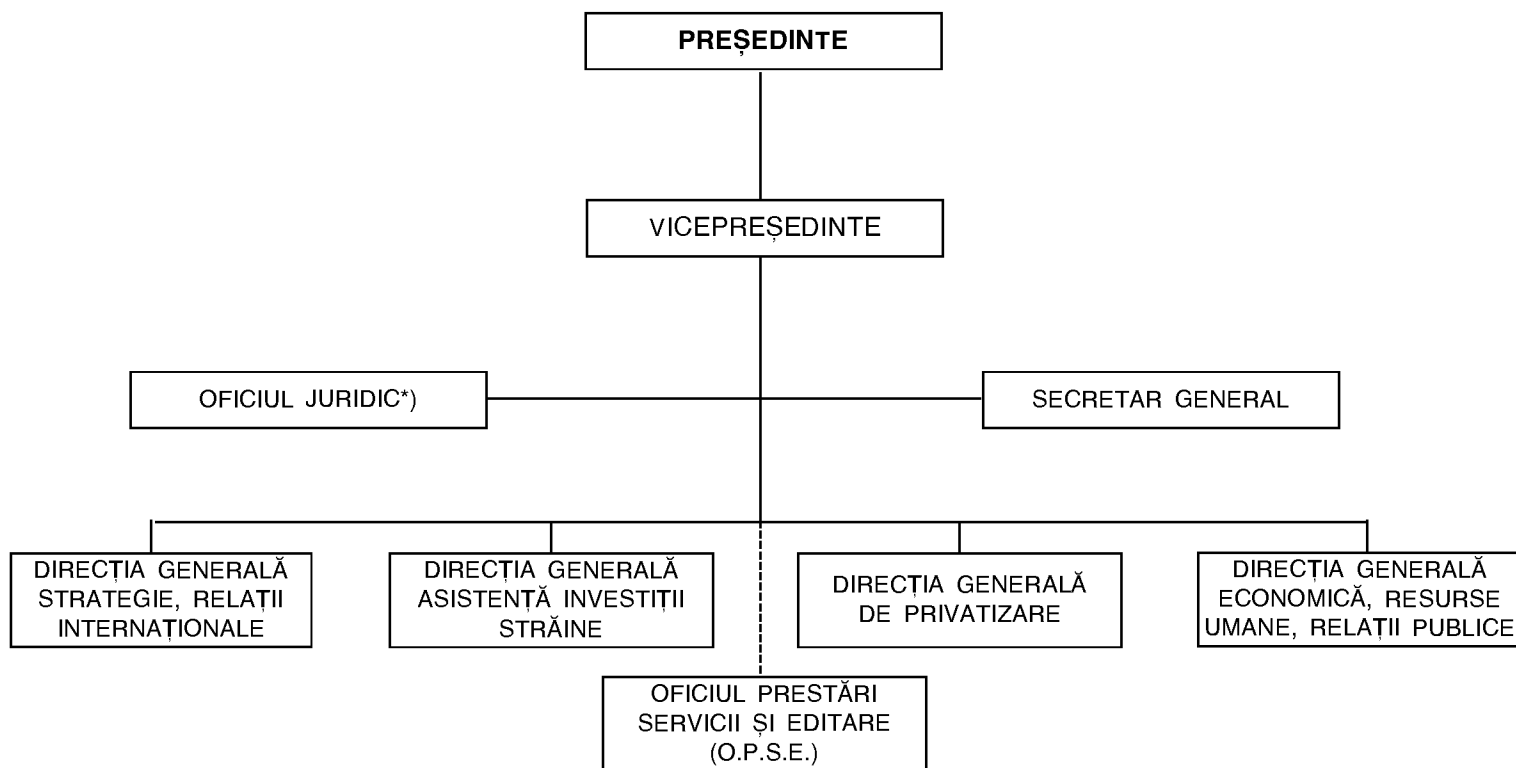 PREȘEDINTE
VICEPREȘEDINTE
OFICIUL JURIDIC*)
SECRETAR GENERAL
DIRECȚIA GENERALĂ
STRATEGIE, RELAȚII
INTERNAȚIONALE
DIRECȚIA GENERALĂ
ASISTENȚĂ INVESTIȚII
STRĂINE
DIRECȚIA GENERALĂ
DE PRIVATIZARE
DIRECȚIA GENERALĂ
ECONOMICĂ, RESURSE
UMANE, RELAȚII PUBLICE
OFICIUL PRESTĂRI
SERVICII ȘI EDITARE
(O.P.S.E.)